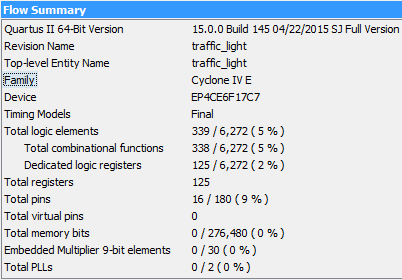 Flow Summary
Quartus II 64-Bit Version 15.0.0 Build 145 04/22/2015 SJ Full Version
Revision Name traffic_light
Top-level Entity Name traffic_light
Family Cyclone IV E
Device EP4CE6F17C7
Timing Models Final
Total logic elements 339 / 6,272 ( 5 % )
Total combinational functions 338 / 6,272 ( 5 % )
Dedicated logic registers 125 / 6,272 ( 2 % )
Total registers 125
Total pins 16 / 180 ( 9 % )
Total virtual pins 0
Total memory bits 0 / 276,480 ( 0 % )
Embedded Multiplier 9-bit elements 0 / 30 ( 0 % )
Total PLLs 0 / 2 ( 0 % )